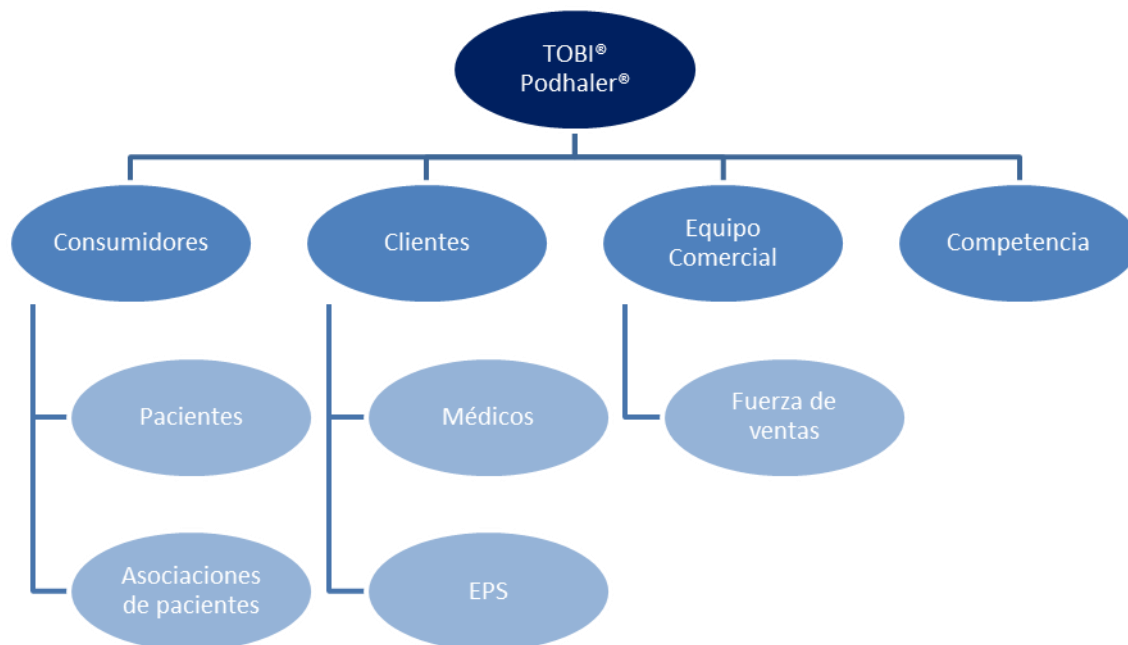 TOBI®
Podhaler®
Consumidores
Clientes
Equipo
Comercial
Competencia
Pacientes
Médicos
Fuerza de
ventas
Asociaciones
de pacientes
EPS